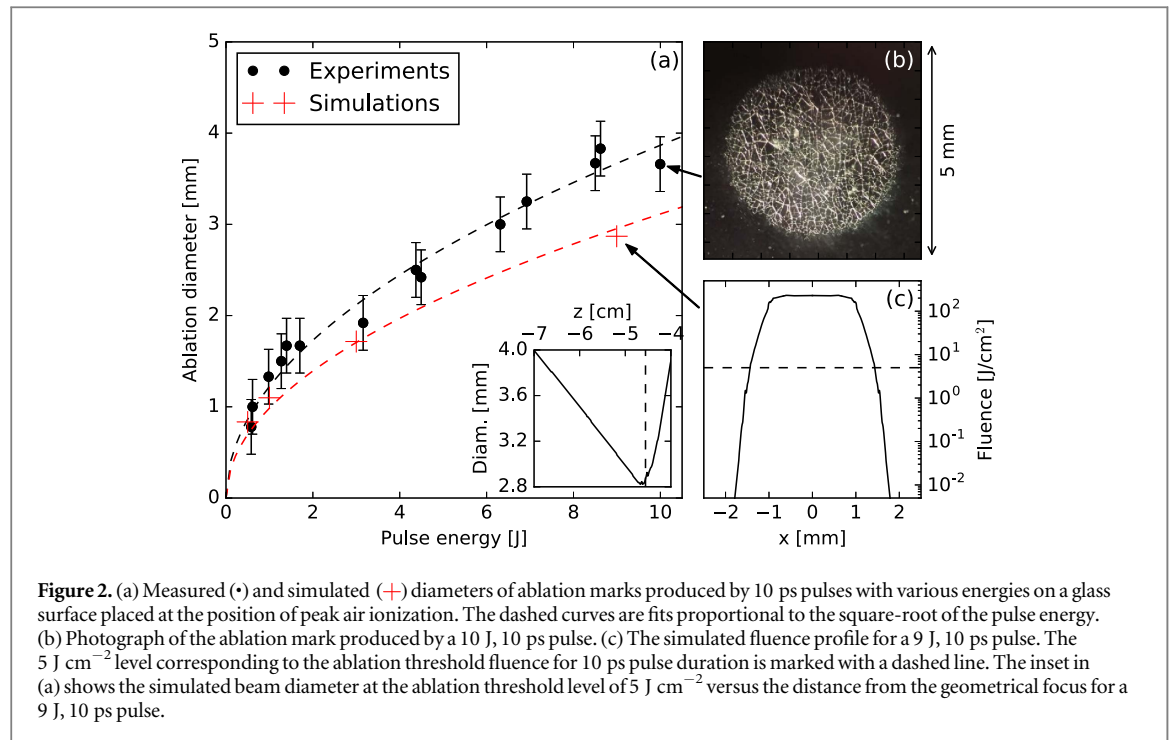 5
4
3
2
1
0
0
2
4
6
8
10
Ablation diameter [mm]
Pulse energy [J]
(a)
Experiments
Simulations
z [cm]
−7
−6
−5
−4
4.0
3.6
3.2
2.8
Diam. [mm]
(b)
5 mm
(c)
10²
10¹
10⁰
10⁻¹
10⁻²
Fluence [J/cm²]
−2
−1
0
1
2
x [mm]
Figure 2. (a) Measured (•) and simulated (+) diameters of ablation marks produced by 10 ps pulses with various energies on a glass
surface placed at the position of peak air ionization. The dashed curves are fits proportional to the square-root of the pulse energy.
(b) Photograph of the ablation mark produced by a 10 J, 10 ps pulse. (c) The simulated fluence profile for a 9 J, 10 ps pulse. The
5 J cm⁻² level corresponding to the ablation threshold fluence for 10 ps pulse duration is marked with a dashed line. The inset in
(a) shows the simulated beam diameter at the ablation threshold level of 5 J cm⁻² versus the distance from the geometrical focus for a
9 J, 10 ps pulse.